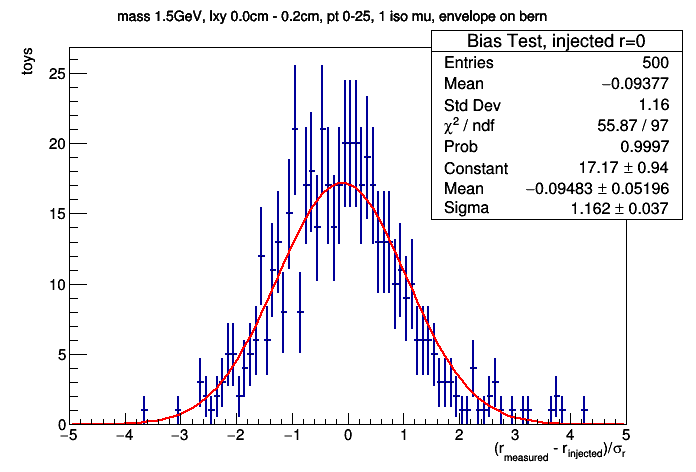 mass 1.5GeV, lxy 0.0cm - 0.2cm, pt 0-25, 1 iso mu, envelope on bern
Bias Test, injected r=0
Entries 500
Mean −0.09377
Std Dev 1.16
χ² / ndf 55.87 / 97
Prob 0.9997
Constant 17.17 ± 0.94
Mean −0.09483 ± 0.05196
Sigma 1.162 ± 0.037
toys
25
20
15
10
5
0
−5 −4 −3 −2 −1 0 1 2 3 4 5
(r_measured - r_injected)/σ_r